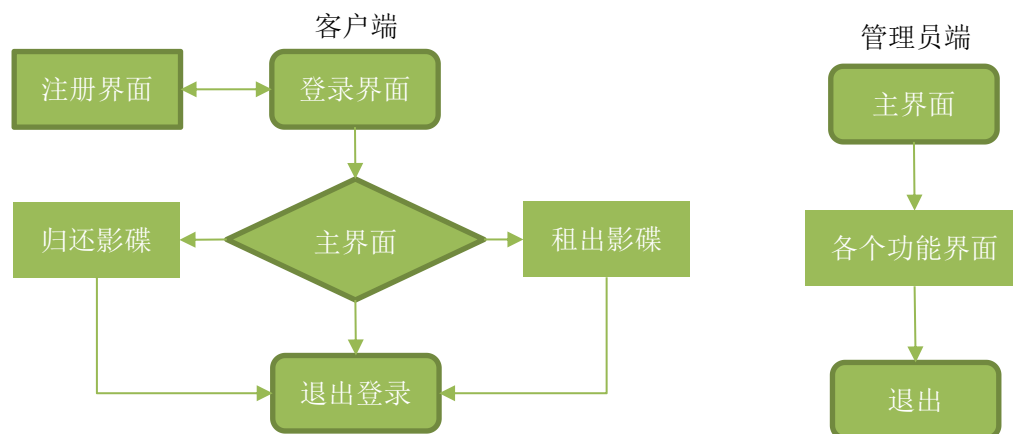 客户端
注册界面
登录界面
归还影碟
主界面
租出影碟
退出登录
管理员端
主界面
各个功能界面
退出